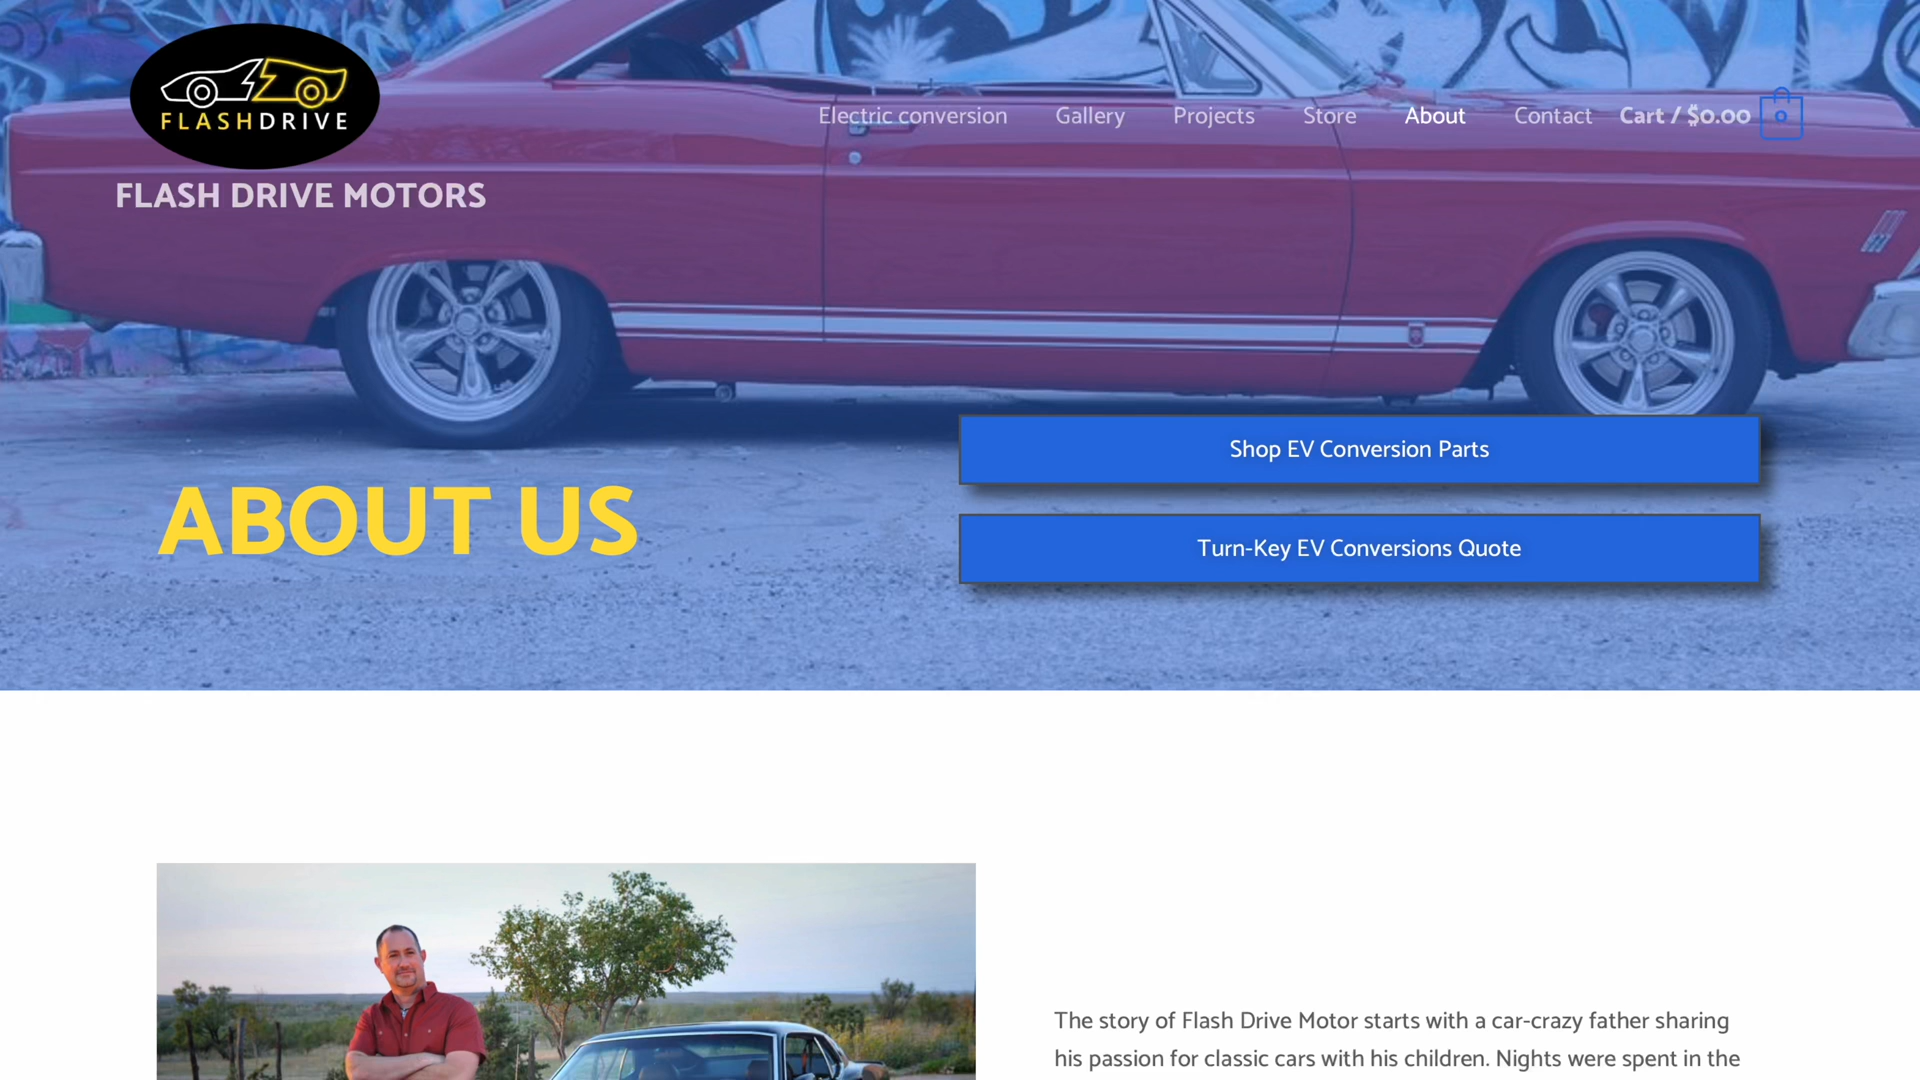 FLASHDRIVE
FLASH DRIVE MOTORS
Electric conversion
Gallery
Projects
Store
About
Contact
Cart / $0.00
0
ABOUT US
Shop EV Conversion Parts
Turn-Key EV Conversions Quote
The story of Flash Drive Motor starts with a car-crazy father sharing
his passion for classic cars with his children. Nights were spent in the